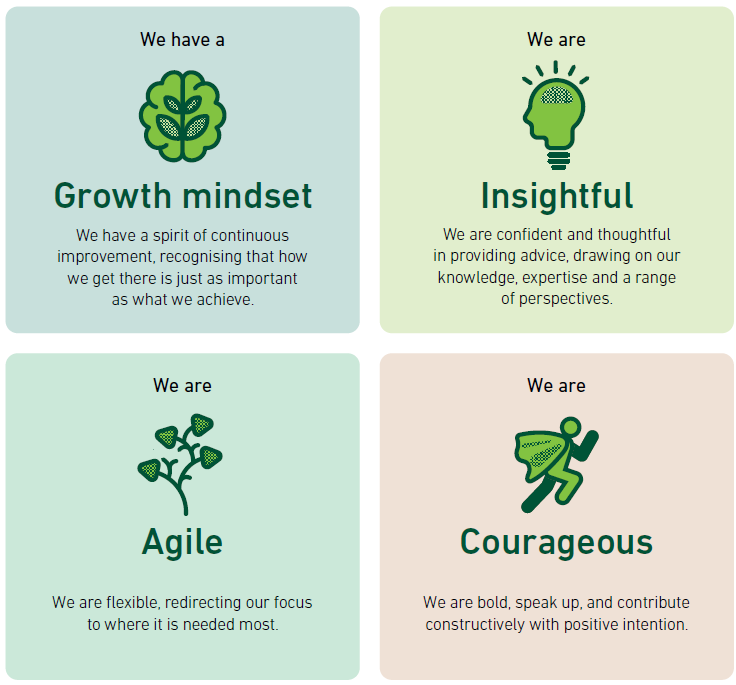 We have a
Growth mindset
We have a spirit of continuous
improvement, recognising that how
we get there is just as important
as what we achieve.
We are
Insightful
We are confident and thoughtful
in providing advice, drawing on our
knowledge, expertise and a range
of perspectives.
We are
Agile
We are flexible, redirecting our focus
to where it is needed most.
We are
Courageous
We are bold, speak up, and contribute
constructively with positive intention.